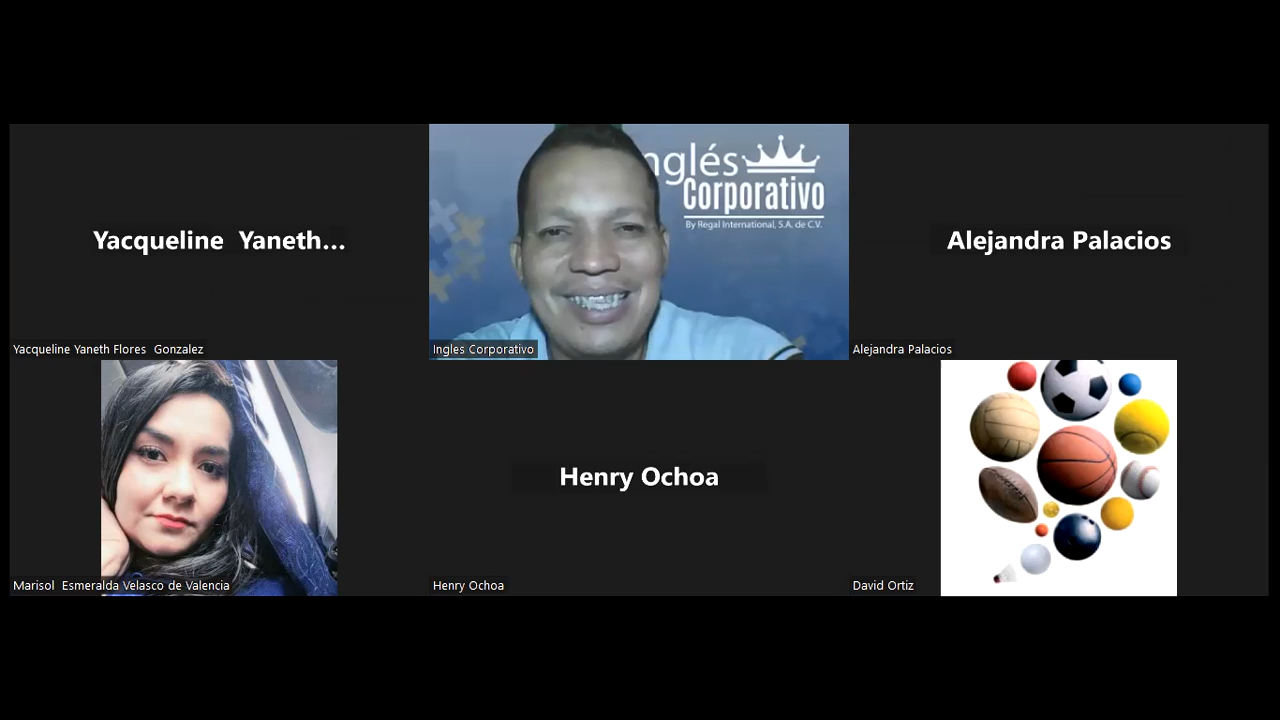 Yacqueline  Yaneth...
Yacqueline Yaneth Flores  Gonzalez
nglés
Corporativo
By Regal International, S.A. de C.V.
Ingles Corporativo
Alejandra Palacios
Alejandra Palacios
Marisol  Esmeralda Velasco de Valencia
Henry Ochoa
Henry Ochoa
David Ortiz